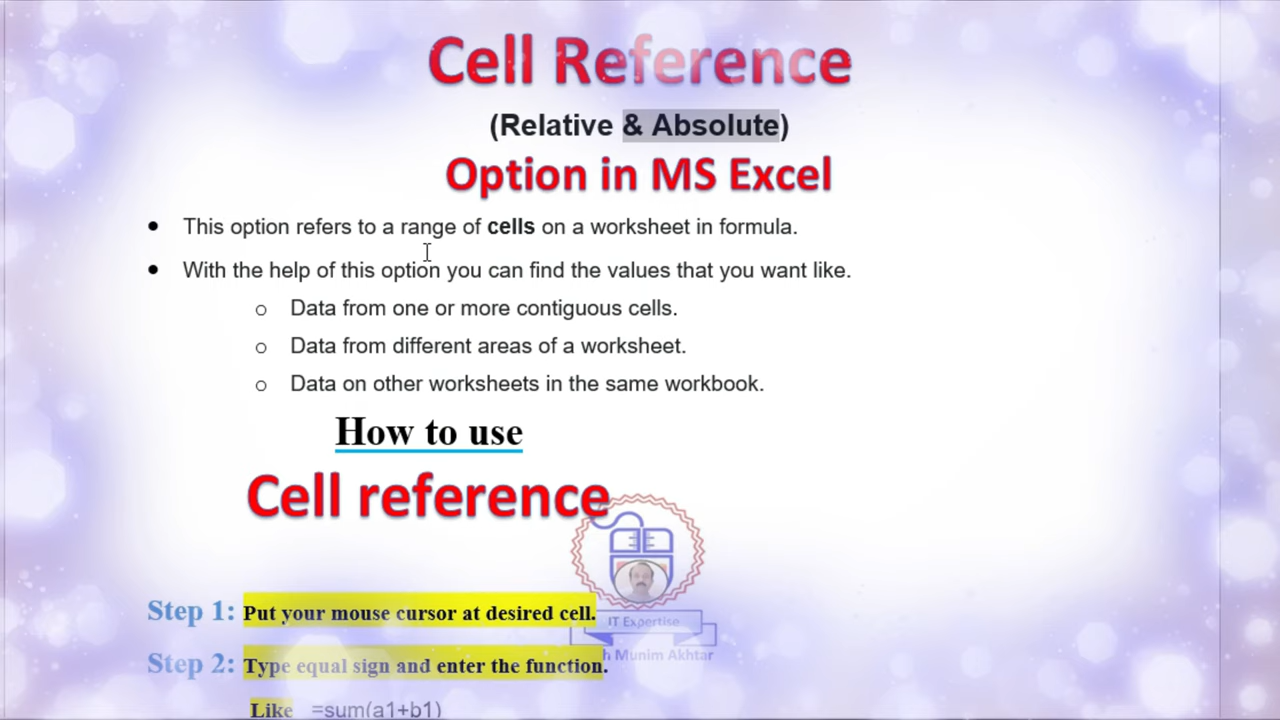 Cell Reference
(Relative & Absolute)
Option in MS Excel
• This option refers to a range of cells on a worksheet in formula.
• With the help of this option you can find the values that you want like.
o Data from one or more contiguous cells.
o Data from different areas of a worksheet.
o Data on other worksheets in the same workbook.
How to use
Cell reference
Step 1: Put your mouse cursor at desired cell.
IT Expertise
Munim Akhtar
Step 2: Type equal sign and enter the function.
Like =sum(a1+b1)